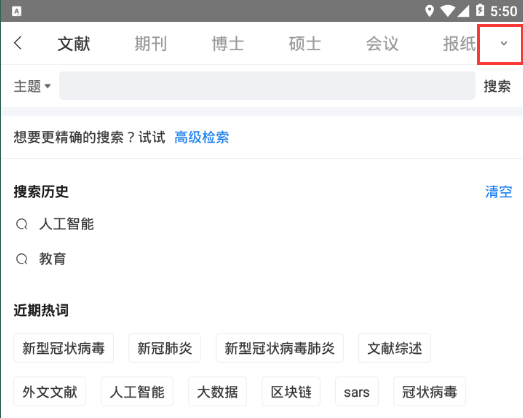 A 5:50
文献 期刊 博士 硕士 会议 报纸
主题 搜索
想要更精确的搜索？试试 高级检索
搜索历史 清空
人工智能
教育
近期热词
新型冠状病毒 新冠肺炎 新型冠状病毒肺炎 文献综述
外文文献 人工智能 大数据 区块链 sars 冠状病毒